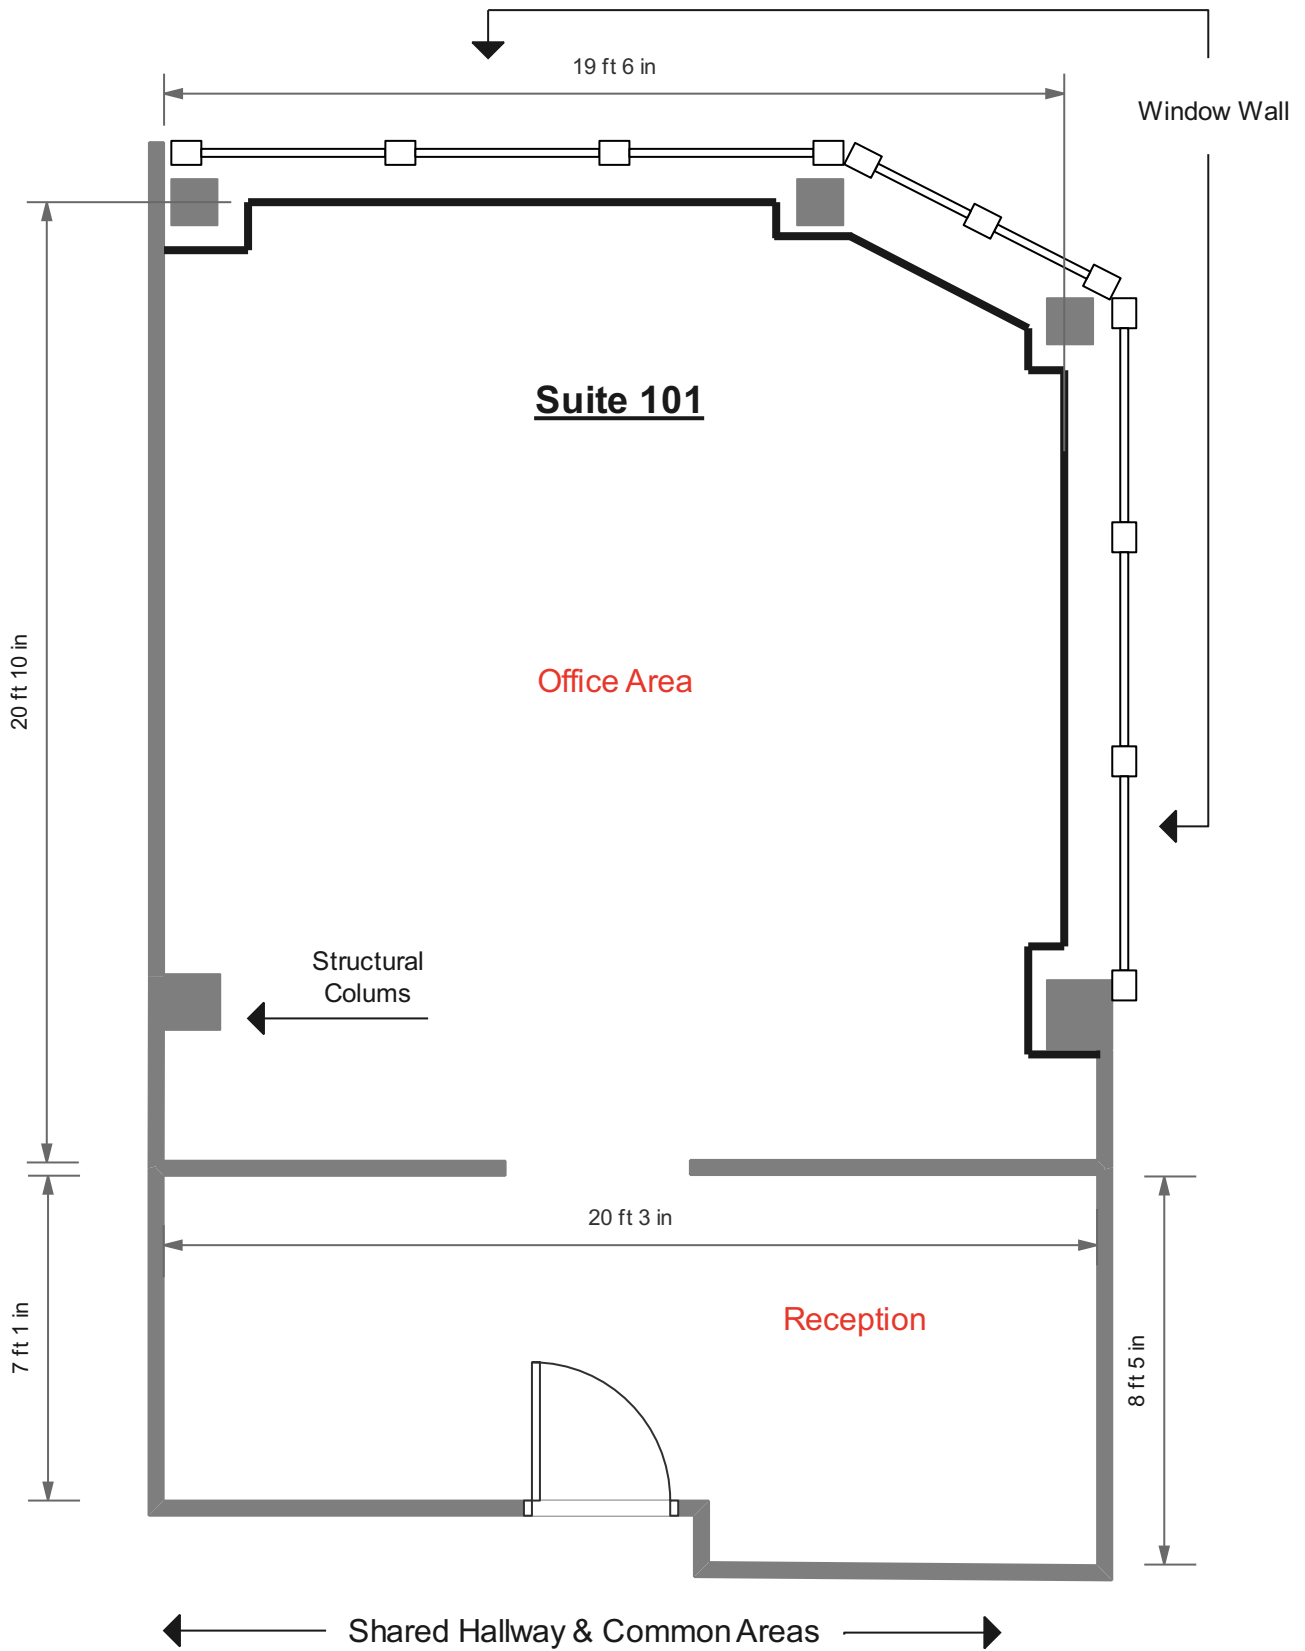 19 ft 6 in
Window Wall
Suite 101
20 ft 10 in
Office Area
Structural
Colums
20 ft 3 in
7 ft 1 in
Reception
8 ft 5 in
Shared Hallway & Common Areas